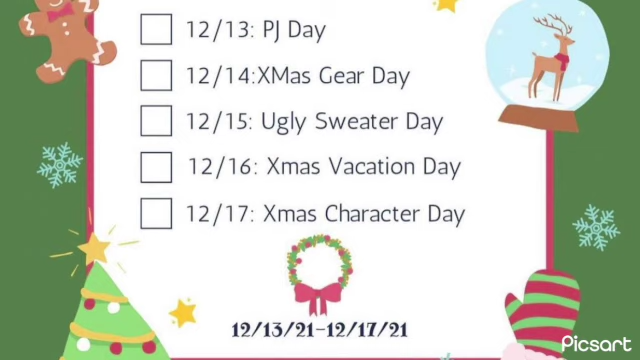 12/13: PJ Day
12/14:XMas Gear Day
12/15: Ugly Sweater Day
12/16: Xmas Vacation Day
12/17: Xmas Character Day
12/13/21-12/17/21
Picsart